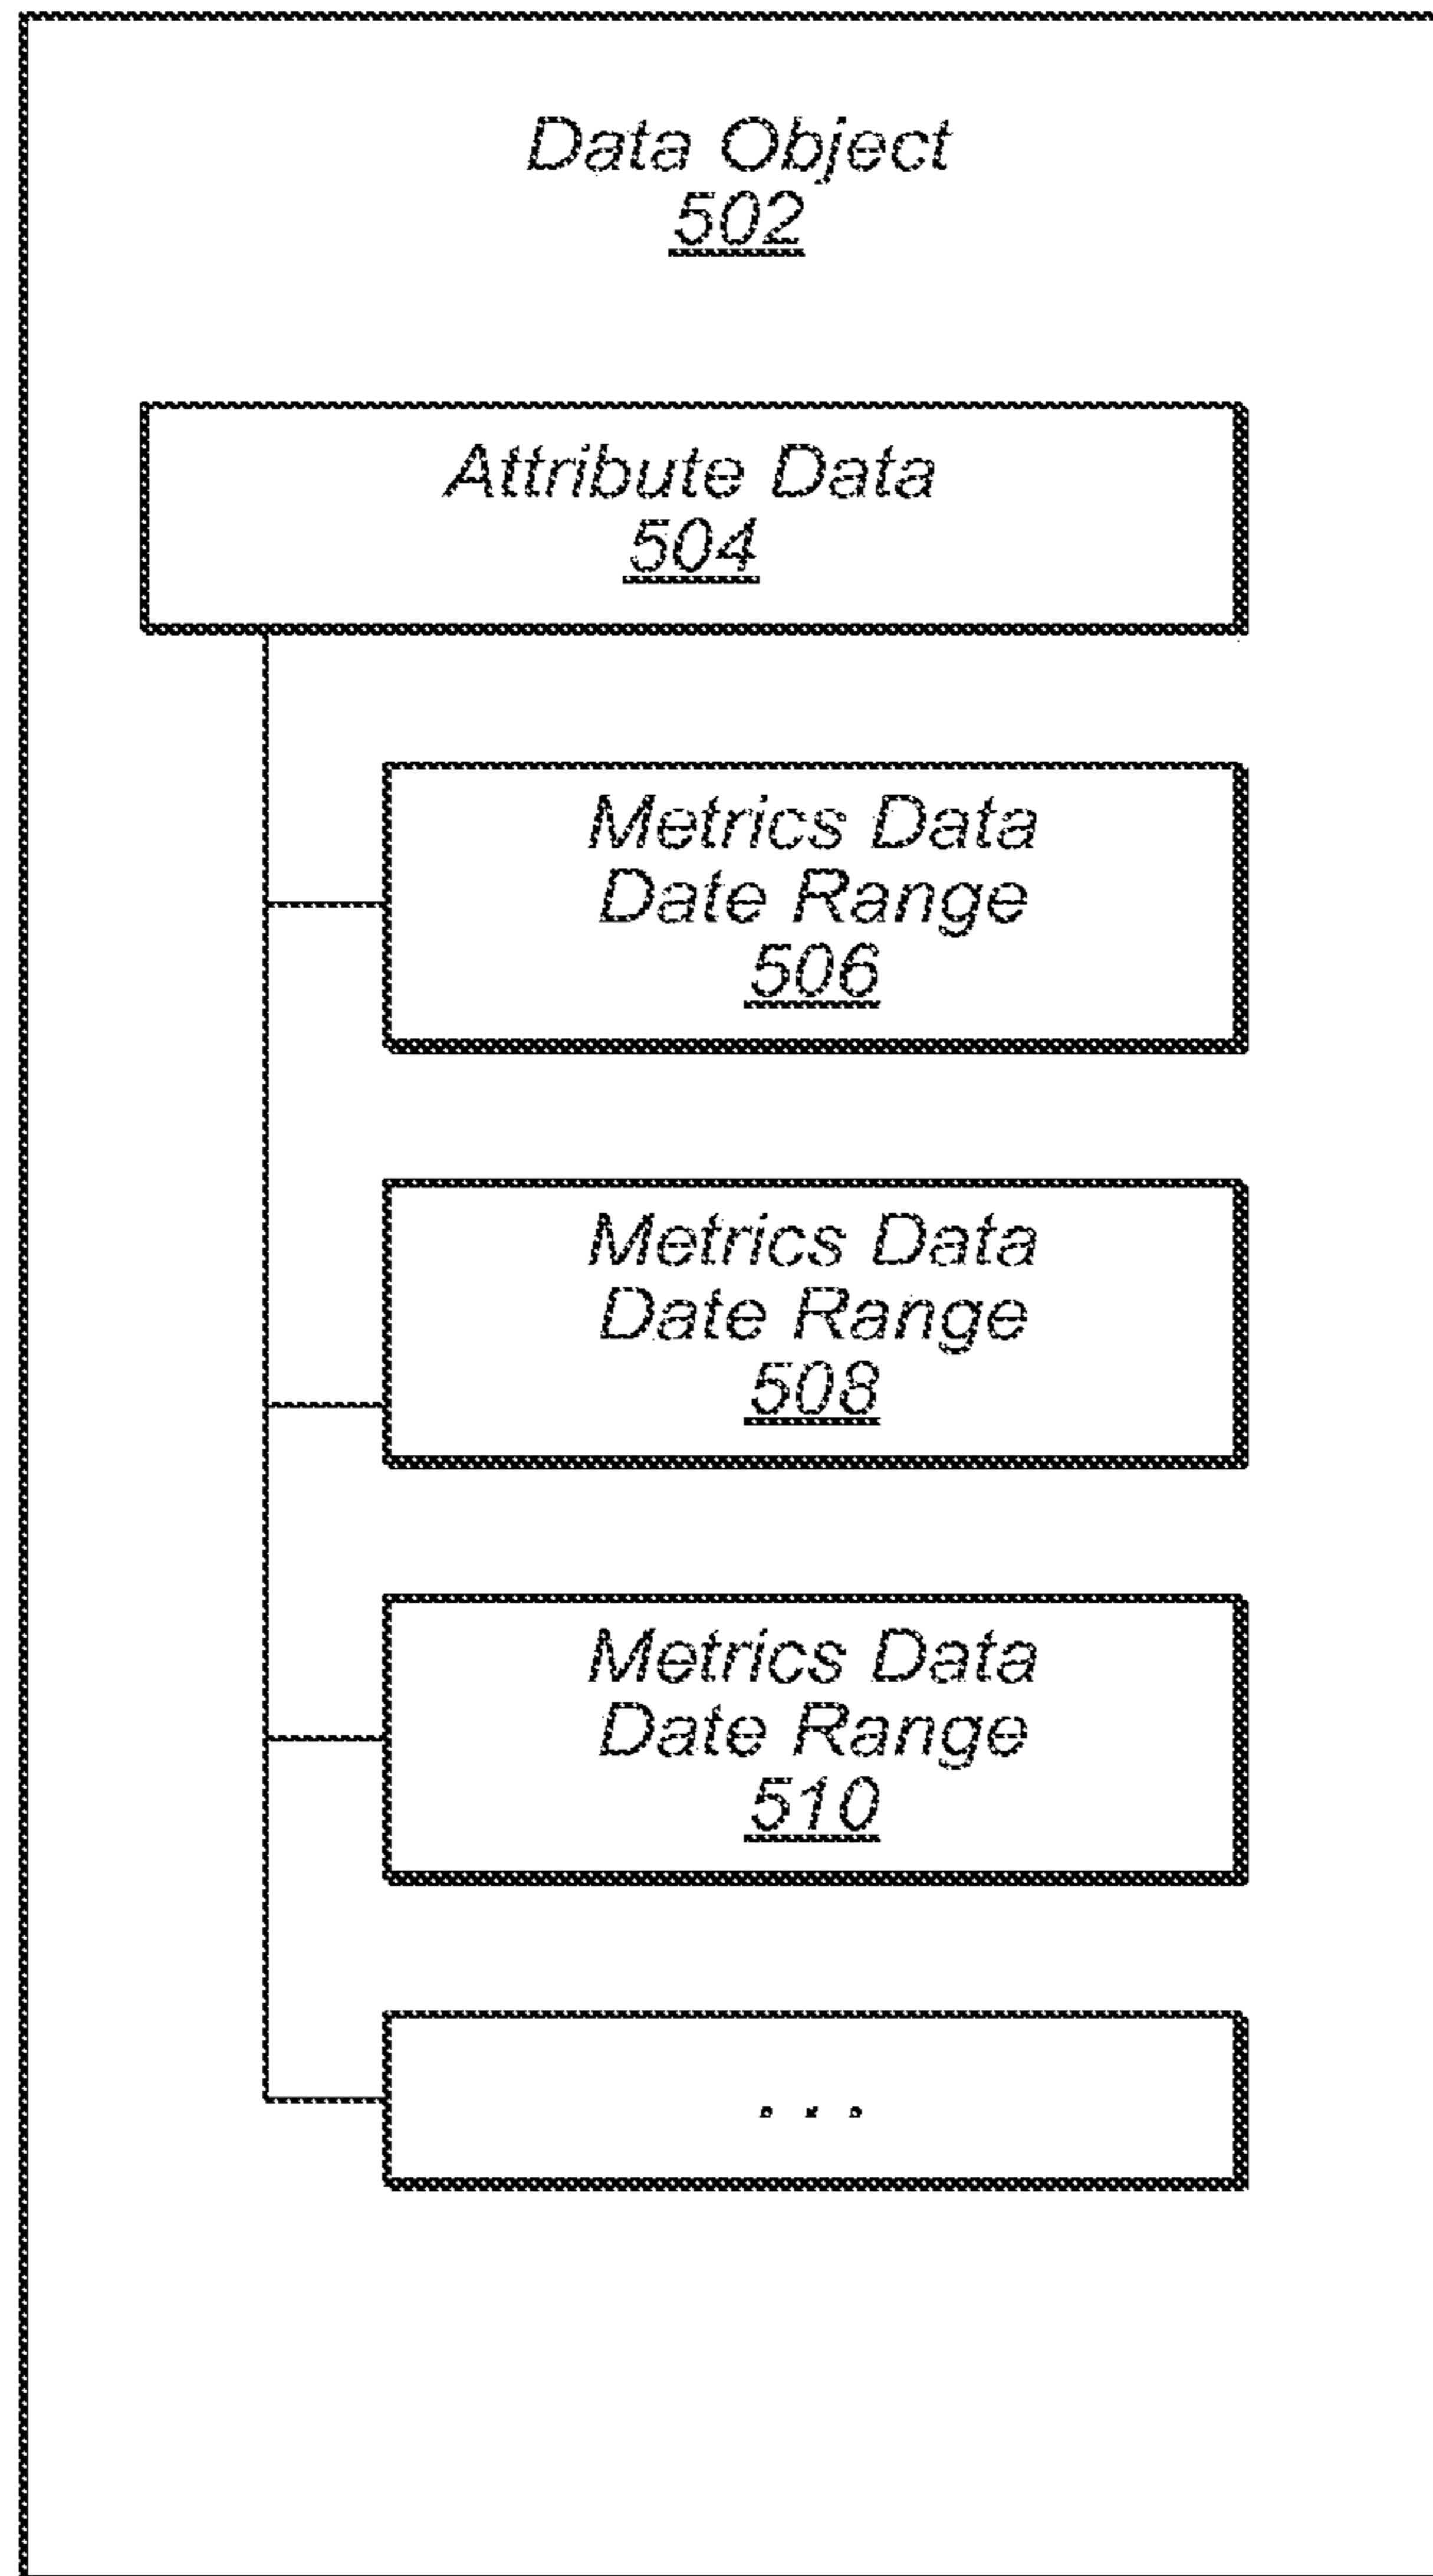 Data Object
502
Attribute Data
504
Metrics Data
Date Range
506
Metrics Data
Date Range
508
Metrics Data
Date Range
510
. . .